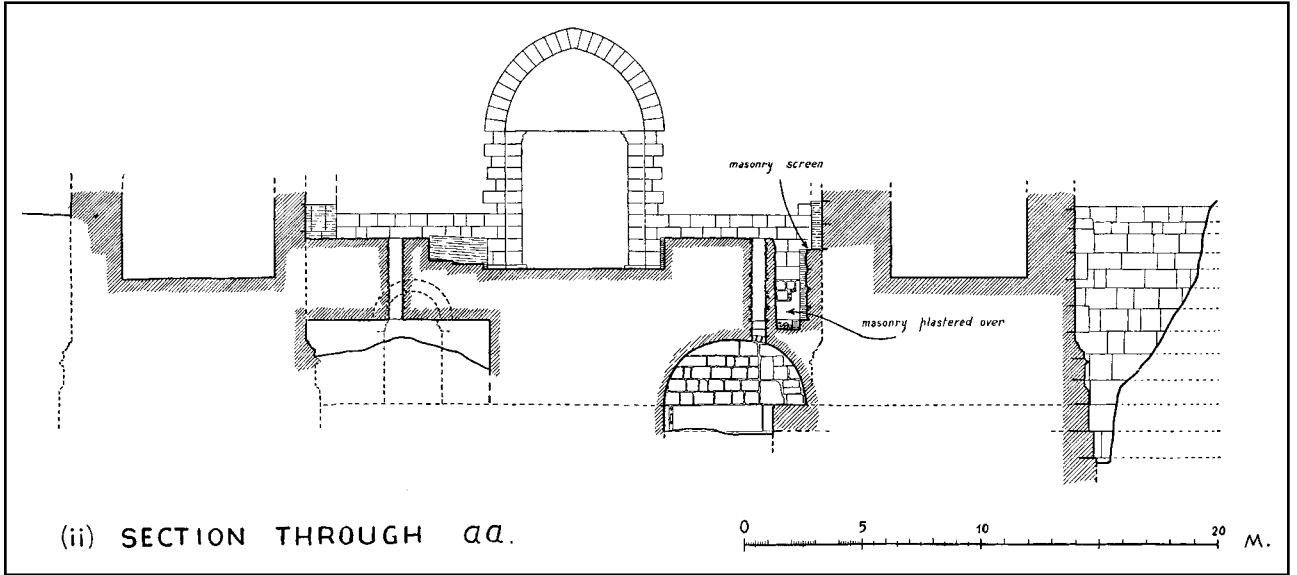 masonry screen
masonry plastered over
(ii) SECTION THROUGH aa.
0 5 10 20 M.